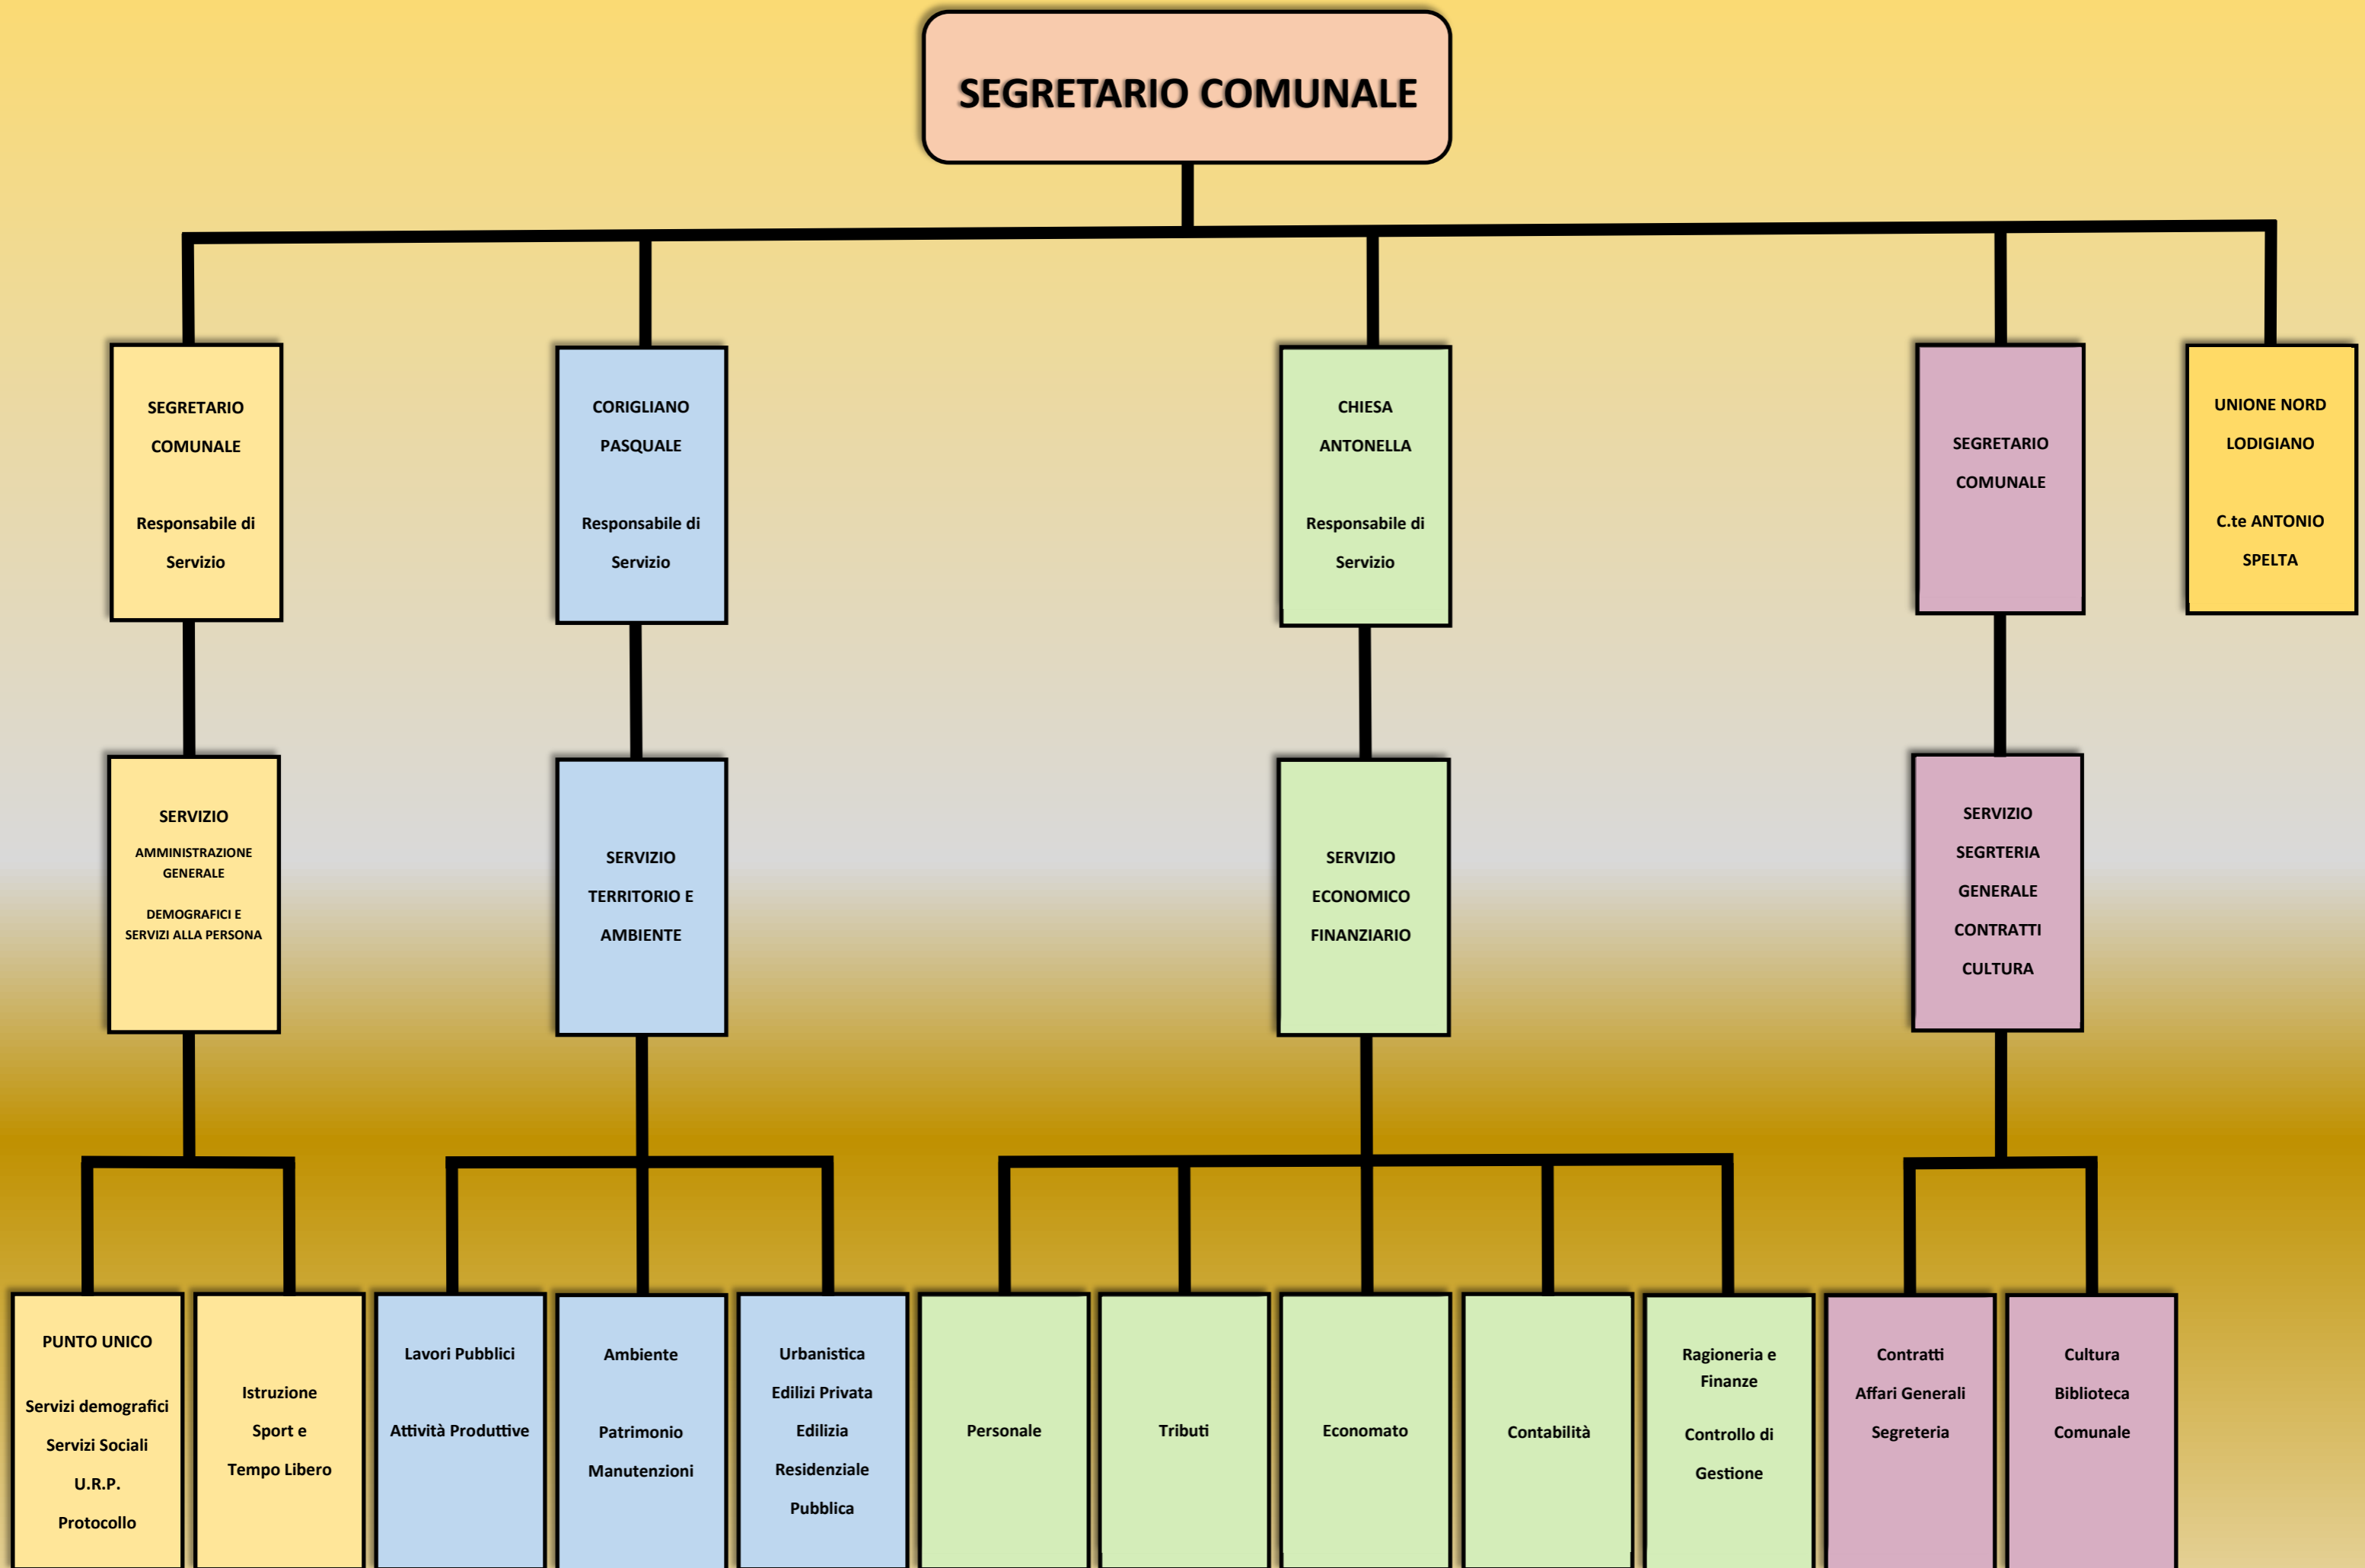 SEGRETARIO COMUNALE
SEGRETARIO
COMUNALE
Responsabile di
Servizio
CORIGLIANO
PASQUALE
Responsabile di
Servizio
CHIESA
ANTONELLA
Responsabile di
Servizio
SEGRETARIO
COMUNALE
UNIONE NORD
LODIGIANO
C.te ANTONIO
SPELTA
SERVIZIO
AMMINISTRAZIONE
GENERALE
DEMOGRAFICI E
SERVIZI ALLA PERSONA
SERVIZIO
TERRITORIO E
AMBIENTE
SERVIZIO
ECONOMICO
FINANZIARIO
SERVIZIO
SEGRTERIA
GENERALE
CONTRATTI
CULTURA
PUNTO UNICO
Servizi demografici
Servizi Sociali
U.R.P.
Protocollo
Istruzione
Sport e
Tempo Libero
Lavori Pubblici
Attività Produttive
Ambiente
Patrimonio
Manutenzioni
Urbanistica
Edilizi Privata
Edilizia
Residenziale
Pubblica
Personale
Tributi
Economato
Contabilità
Ragioneria e
Finanze
Controllo di
Gestione
Contratti
Affari Generali
Segreteria
Cultura
Biblioteca
Comunale